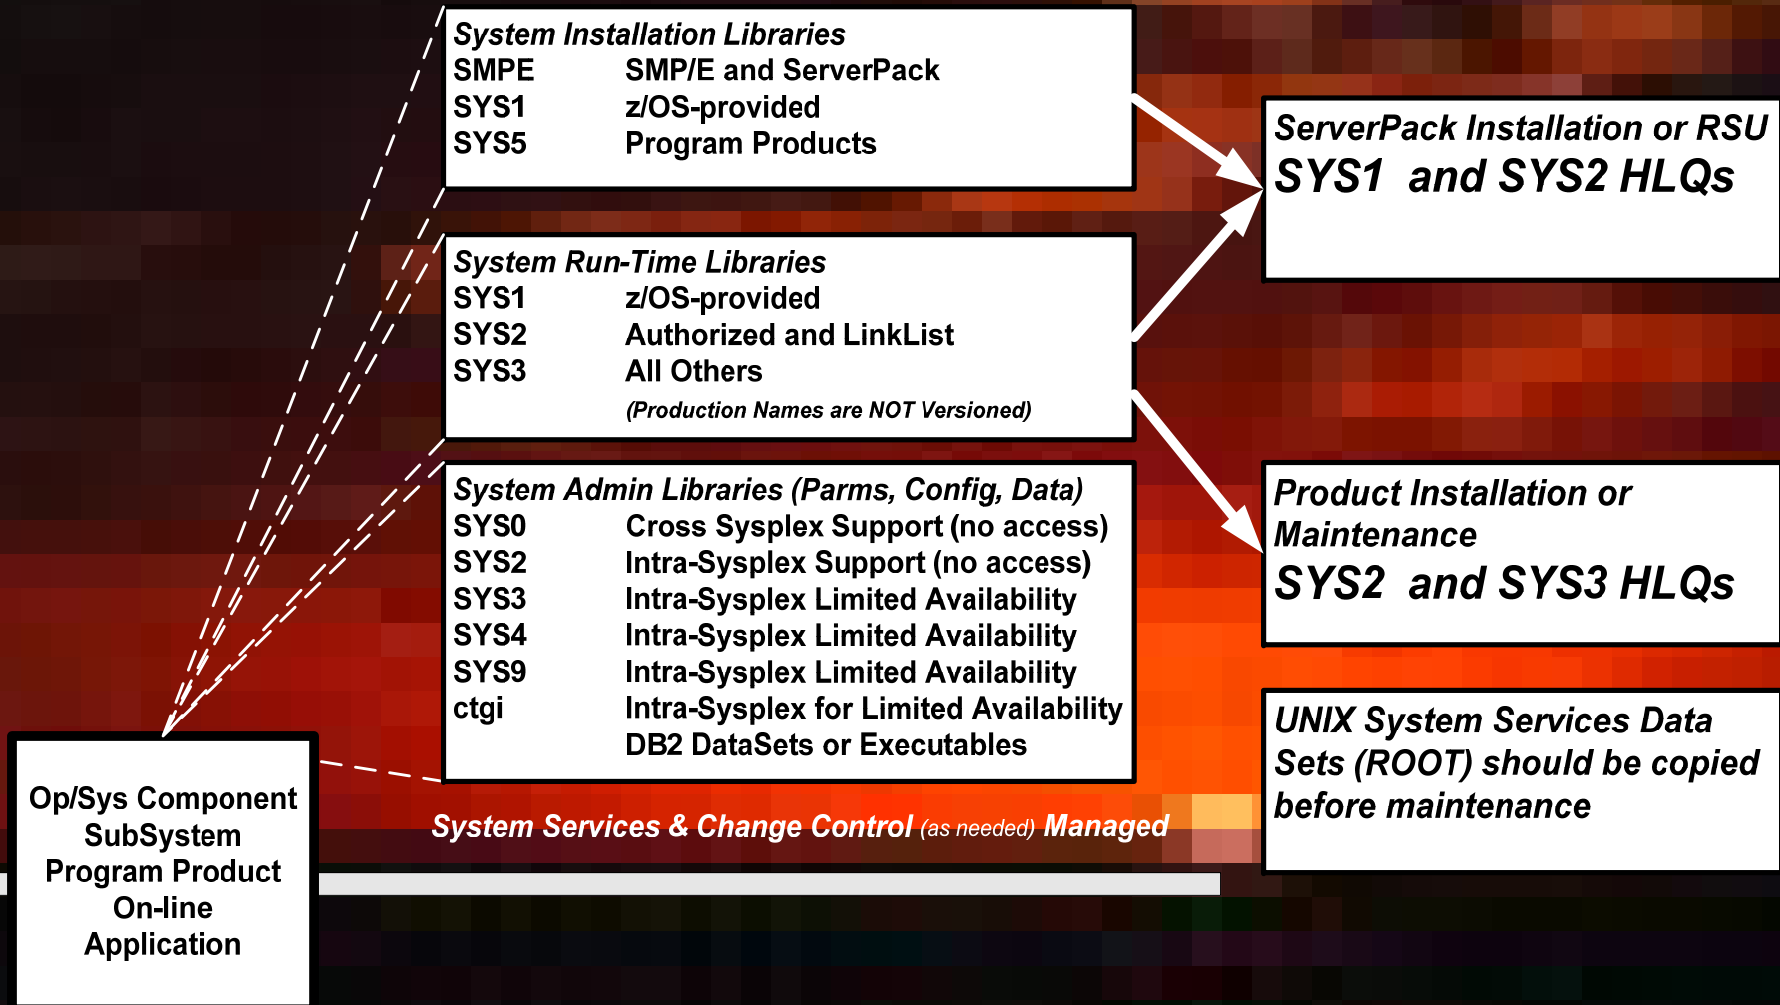 System Installation Libraries
SMPE SMP/E and ServerPack
SYS1 z/OS-provided
SYS5 Program Products
System Run-Time Libraries
SYS1 z/OS-provided
SYS2 Authorized and LinkList
SYS3 All Others
(Production Names are NOT Versioned)
System Admin Libraries (Parms, Config, Data)
SYS0 Cross Sysplex Support (no access)
SYS2 Intra-Sysplex Support (no access)
SYS3 Intra-Sysplex Limited Availability
SYS4 Intra-Sysplex Limited Availability
SYS9 Intra-Sysplex Limited Availability
ctgi Intra-Sysplex for Limited Availability
DB2 DataSets or Executables
System Services & Change Control (as needed) Managed
Op/Sys Component
SubSystem
Program Product
On-line
Application
ServerPack Installation or RSU
SYS1 and SYS2 HLQs
Product Installation or
Maintenance
SYS2 and SYS3 HLQs
UNIX System Services Data
Sets (ROOT) should be copied
before maintenance